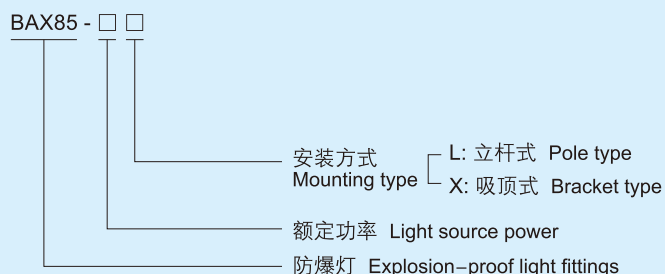 BAX85 - □ □
安装方式
Mounting type
L: 立杆式 Pole type
X: 吸顶式 Bracket type
额定功率 Light source power
防爆灯 Explosion-proof light fittings